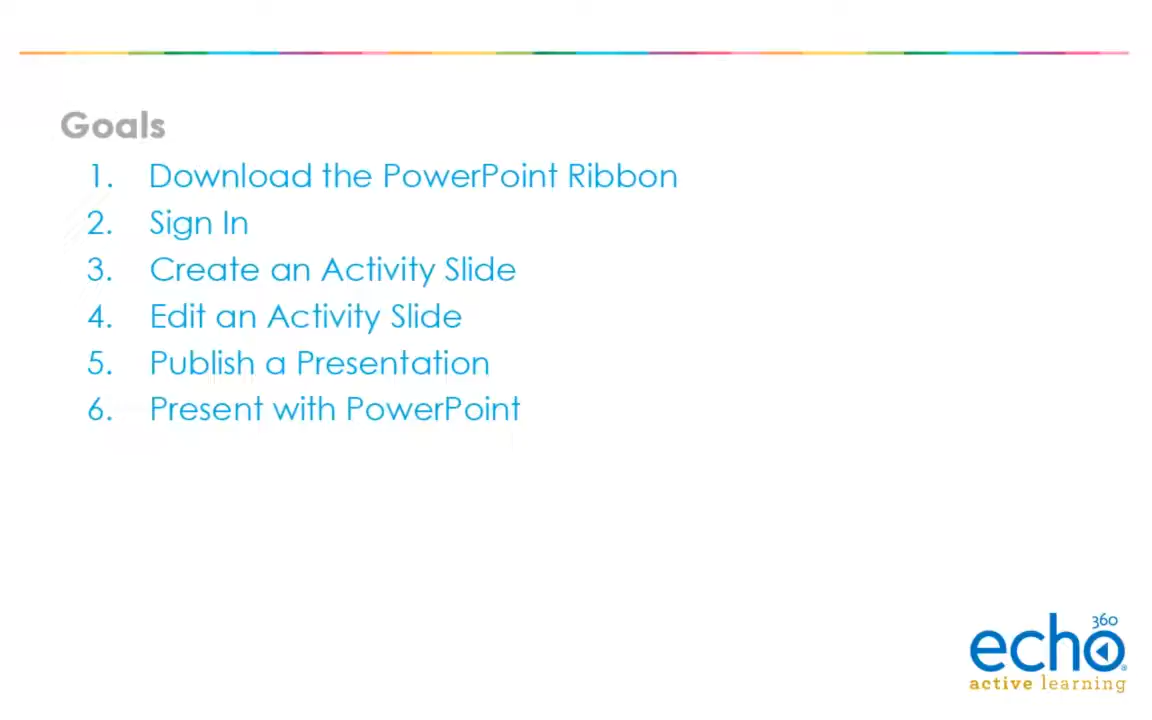 Goals
1. Download the PowerPoint Ribbon
2. Sign In
3. Create an Activity Slide
4. Edit an Activity Slide
5. Publish a Presentation
6. Present with PowerPoint
360
echo®
active learning